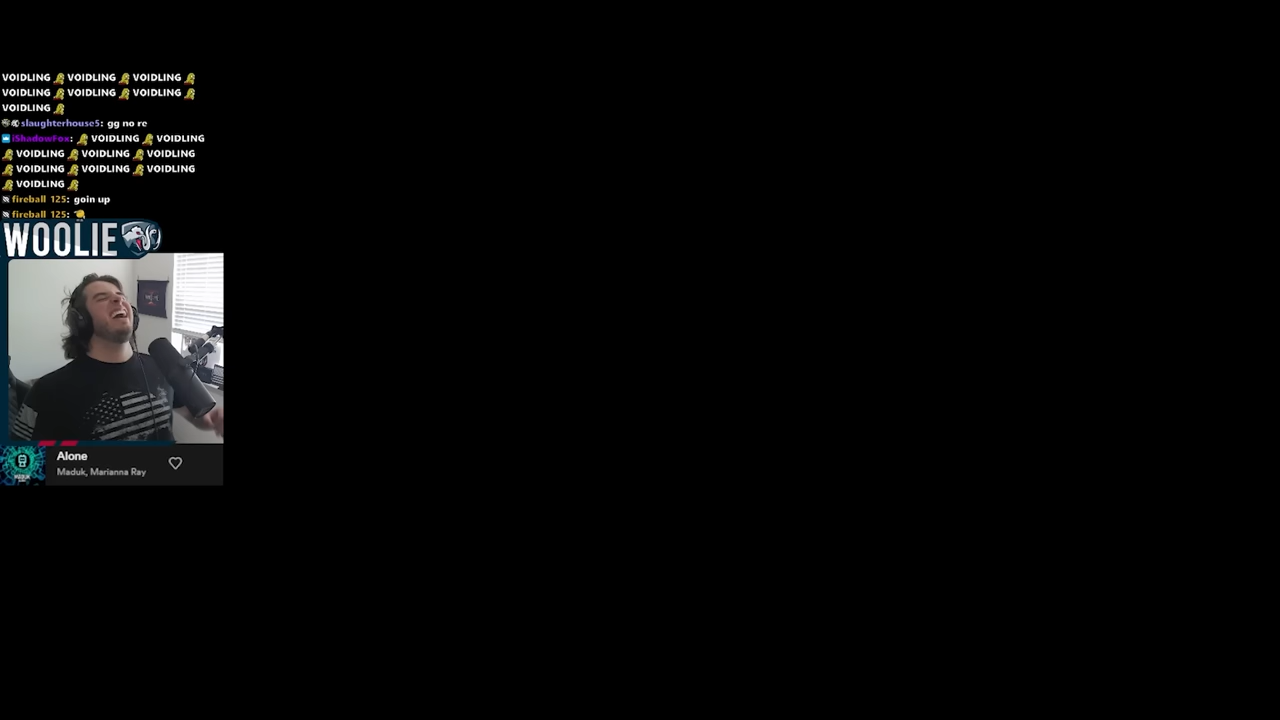 VOIDLING VOIDLING VOIDLING
VOIDLING VOIDLING VOIDLING
VOIDLING
slaughterhouse5: gg no re
iShadowFox: VOIDLING VOIDLING
VOIDLING VOIDLING VOIDLING
VOIDLING VOIDLING VOIDLING
VOIDLING
fireball 125: goin up
fireball 125:
WOOLIE
Alone
Maduk, Marianna Ray